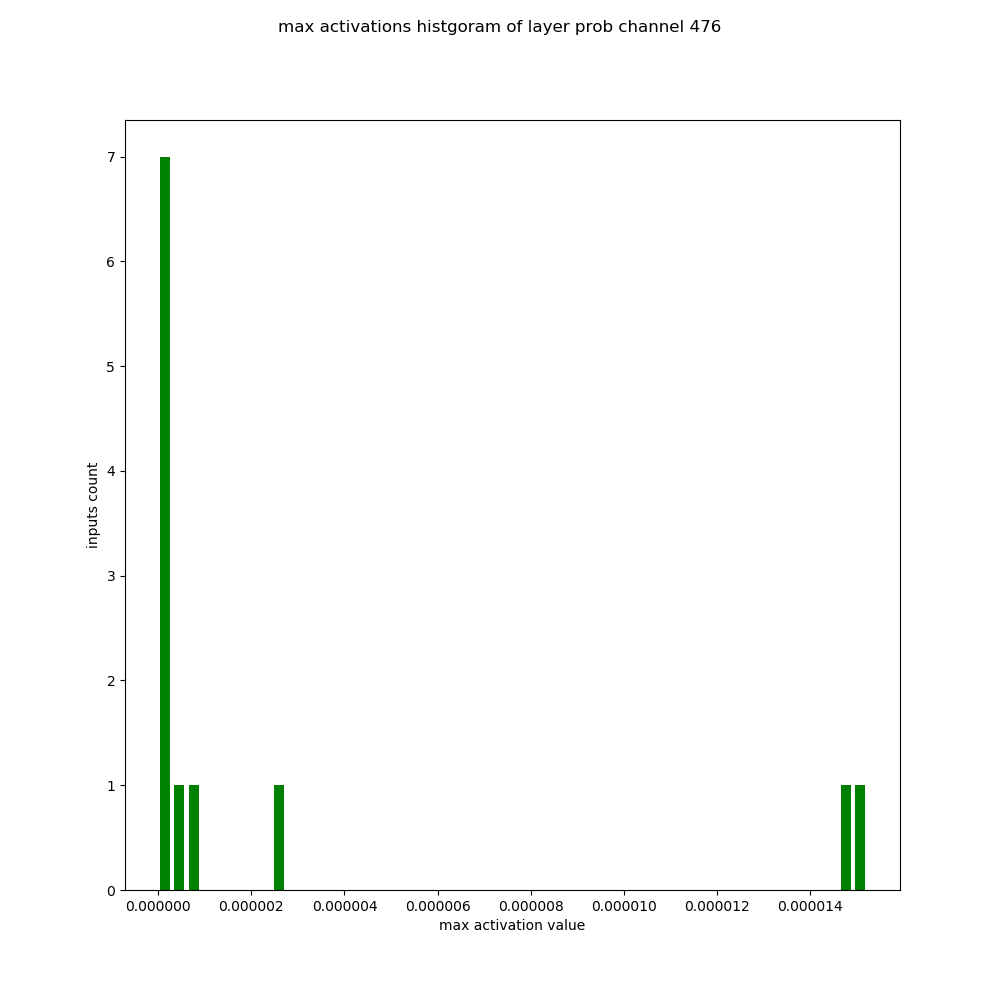 max activations histgoram of layer prob channel 476
7
6
5
4
3
2
1
0
inputs count
0.000000 0.000002 0.000004 0.000006 0.000008 0.000010 0.000012 0.000014
max activation value